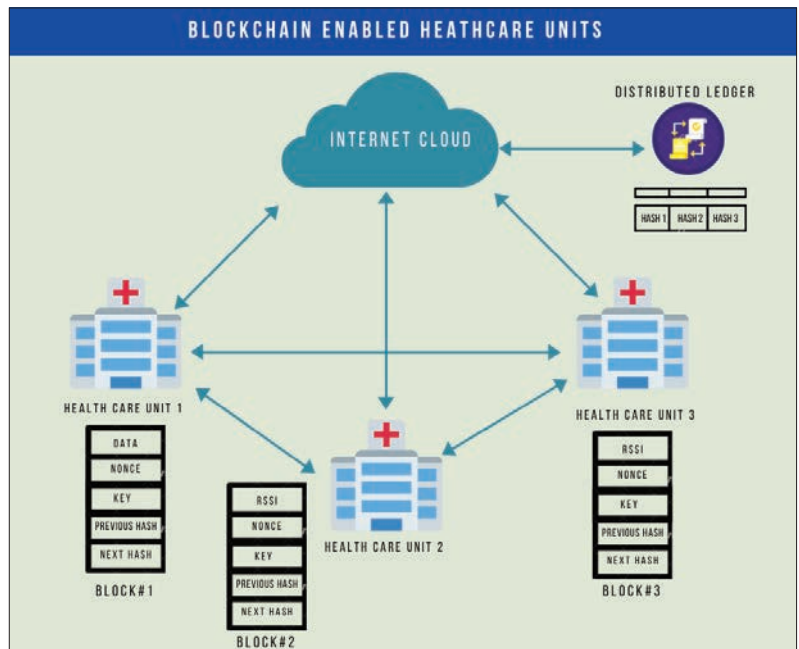 BLOCKCHAIN ENABLED HEATHCARE UNITS
DISTRIBUTED LEDGER
INTERNET CLOUD
HASH 1 HASH 2 HASH 3
HEALTH CARE UNIT 1
DATA
NONCE
KEY
PREVIOUS HASH
NEXT HASH
BLOCK#1
RSSI
NONCE
KEY
PREVIOUS HASH
NEXT HASH
BLOCK#2
HEALTH CARE UNIT 2
HEALTH CARE UNIT 3
RSSI
NONCE
KEY
PREVIOUS HASH
NEXT HASH
BLOCK#3